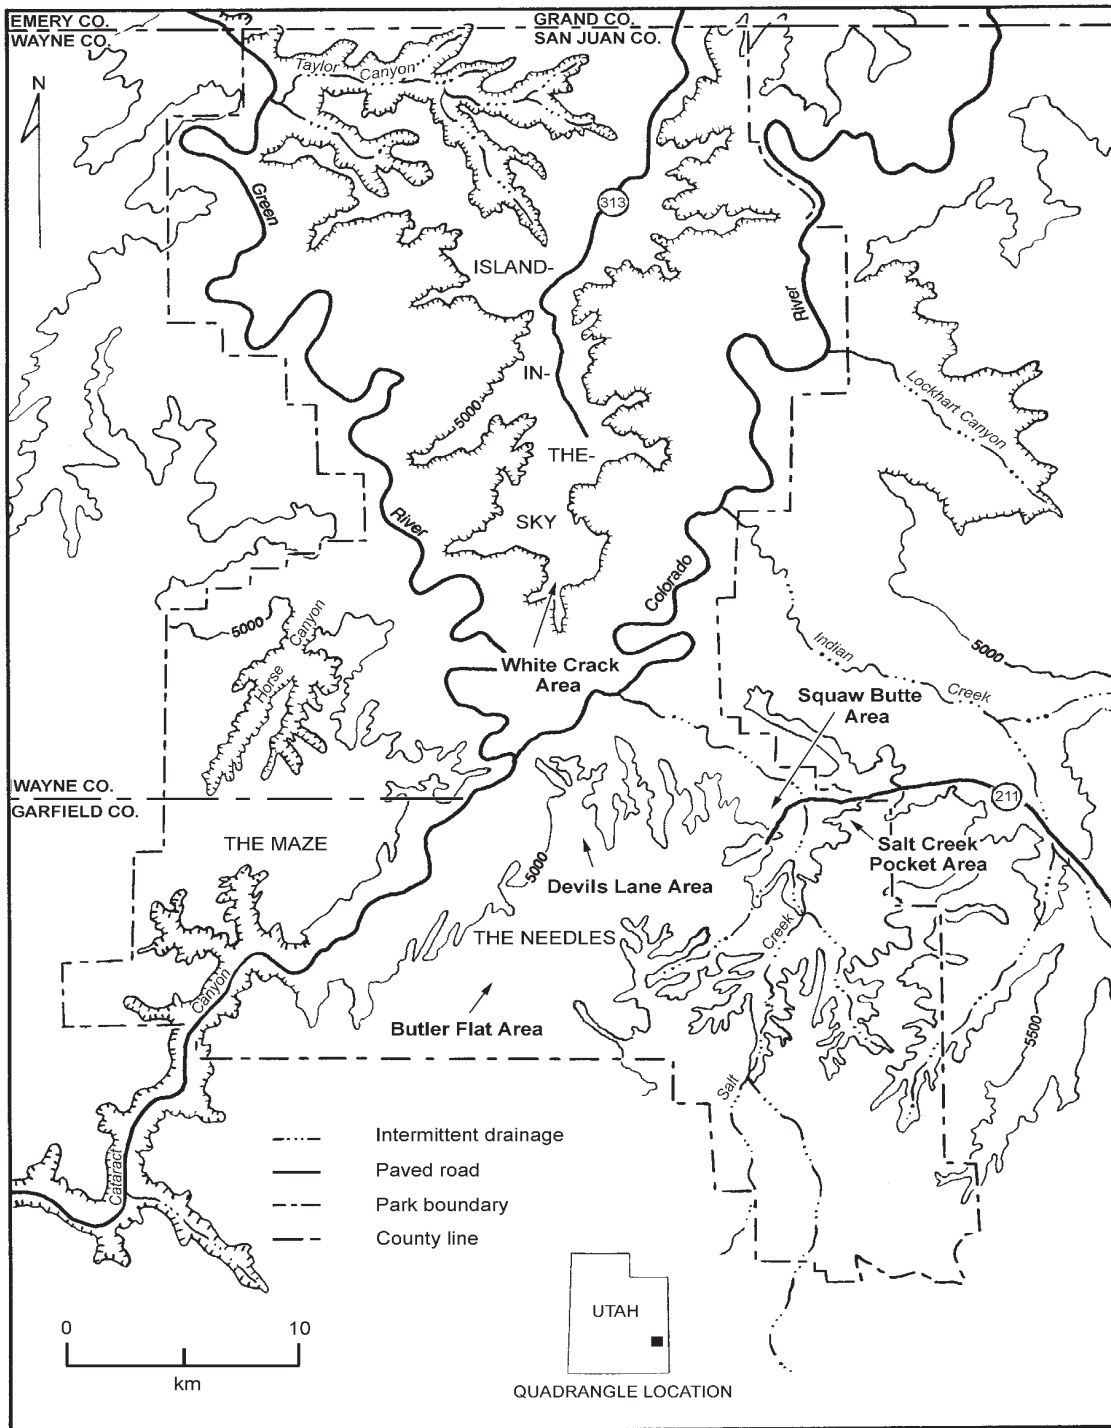 EMERY CO.
WAYNE CO.
GRAND CO.
SAN JUAN CO.
N
Taylor Canyon
313
Green
ISLAND-
River
IN-
5000
Lockhart Canyon
THE-
River
SKY
Colorado
5000
Canyon
Horse
Indian
5000
Creek
White Crack
Area
Squaw Butte
Area
WAYNE CO.
GARFIELD CO.
211
THE MAZE
Salt Creek
Pocket Area
5000
Devils Lane Area
Creek
THE NEEDLES
Canyon
Butler Flat Area
5500
Salt
Cataract
Intermittent drainage
Paved road
Park boundary
County line
0 10
km
UTAH
QUADRANGLE LOCATION